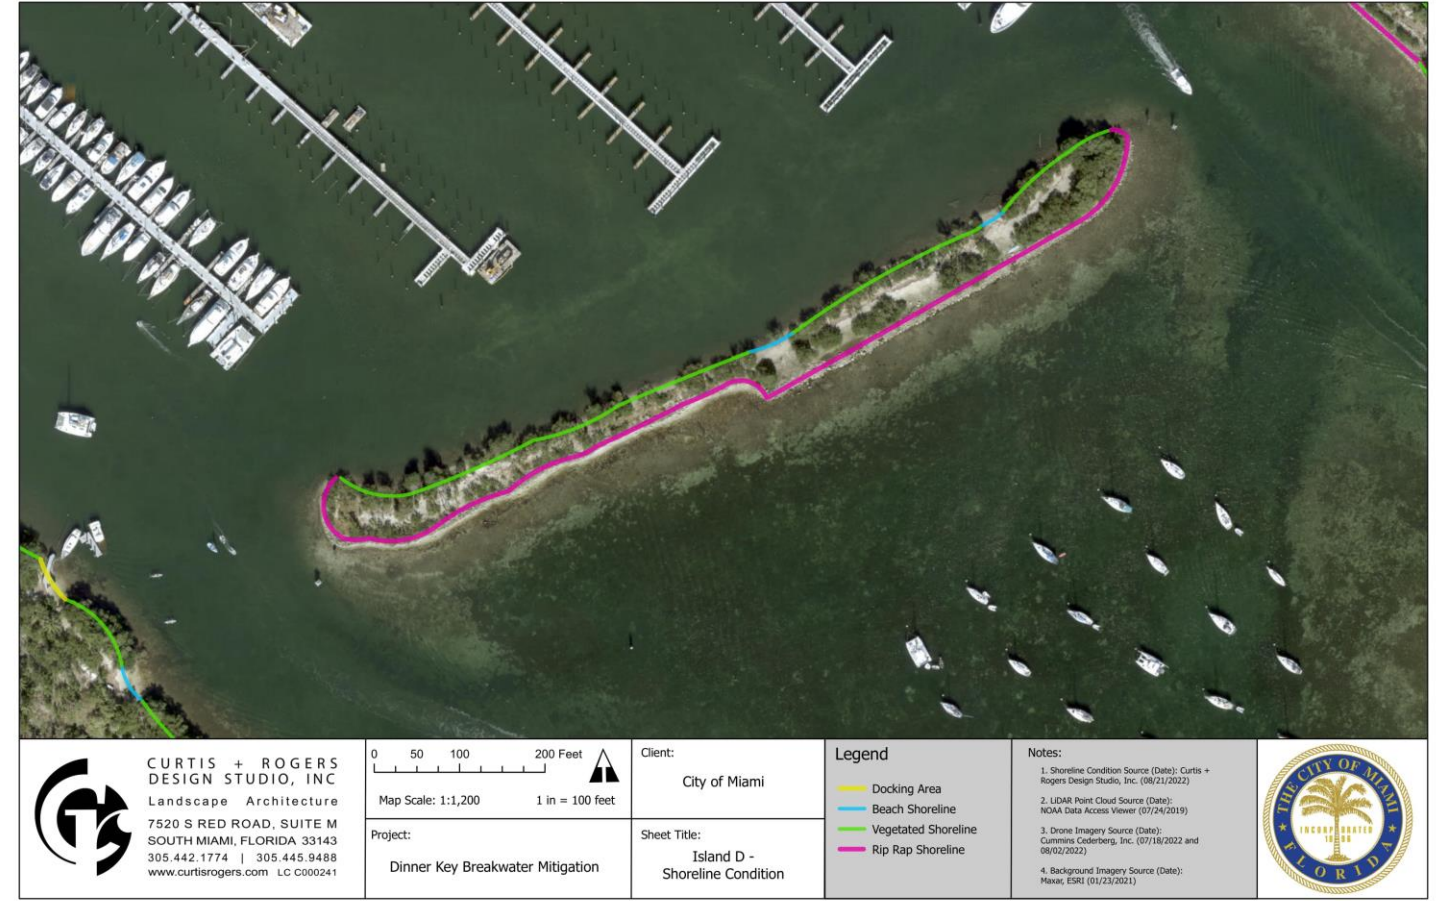 CURTIS + ROGERS
DESIGN STUDIO, INC
Landscape Architecture
7520 S RED ROAD, SUITE M
SOUTH MIAMI, FLORIDA 33143
305.442.1774 | 305.445.9488
www.curtisrogers.com LC C000241
0 50 100 200 Feet
Map Scale: 1:1,200 1 in = 100 feet
Project:
Dinner Key Breakwater Mitigation
Client:
City of Miami
Sheet Title:
Island D -
Shoreline Condition
Legend
Docking Area
Beach Shoreline
Vegetated Shoreline
Rip Rap Shoreline
Notes:
1. Shoreline Condition Source (Date): Curtis +
Rogers Design Studio, Inc. (08/21/2022)
2. LiDAR Point Cloud Source (Date):
NOAA Data Access Viewer (07/24/2019)
3. Drone Imagery Source (Date):
Cummins Cederberg, Inc. (07/18/2022 and
08/02/2022)
4. Background Imagery Source (Date):
Maxar, ESRI (01/23/2021)
THE CITY OF MIAMI
INCORPORATED
18 96
FLORIDA